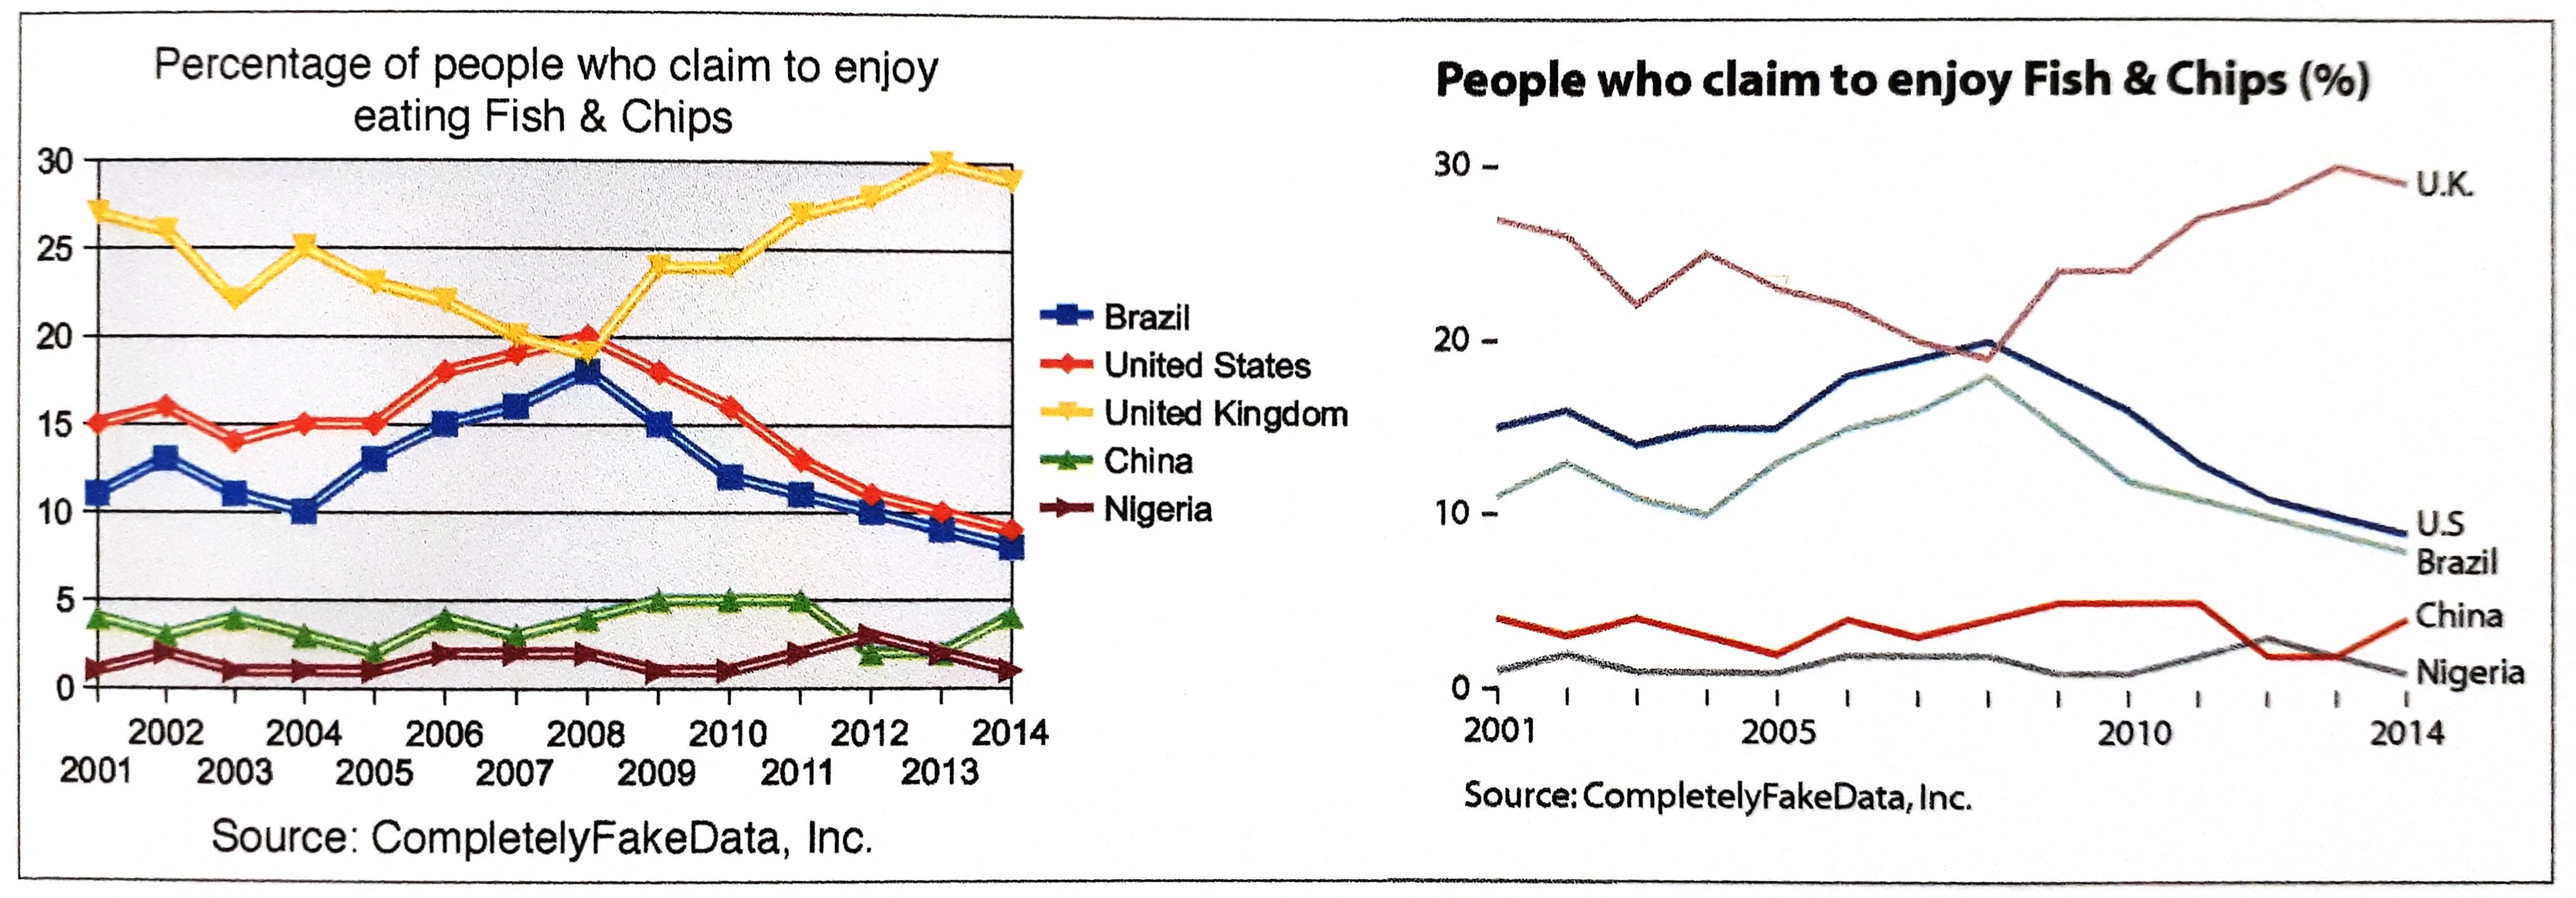 Percentage of people who claim to enjoy
eating Fish & Chips
30
25
20
15
10
5
0
2002 2004 2006 2008 2010 2012 2014
2001 2003 2005 2007 2009 2011 2013
Brazil
United States
United Kingdom
China
Nigeria
Source: CompletelyFakeData, Inc.
People who claim to enjoy Fish & Chips (%)
30
20
10
0
2001 2005 2010 2014
U.K.
U.S
Brazil
China
Nigeria
Source: CompletelyFakeData, Inc.